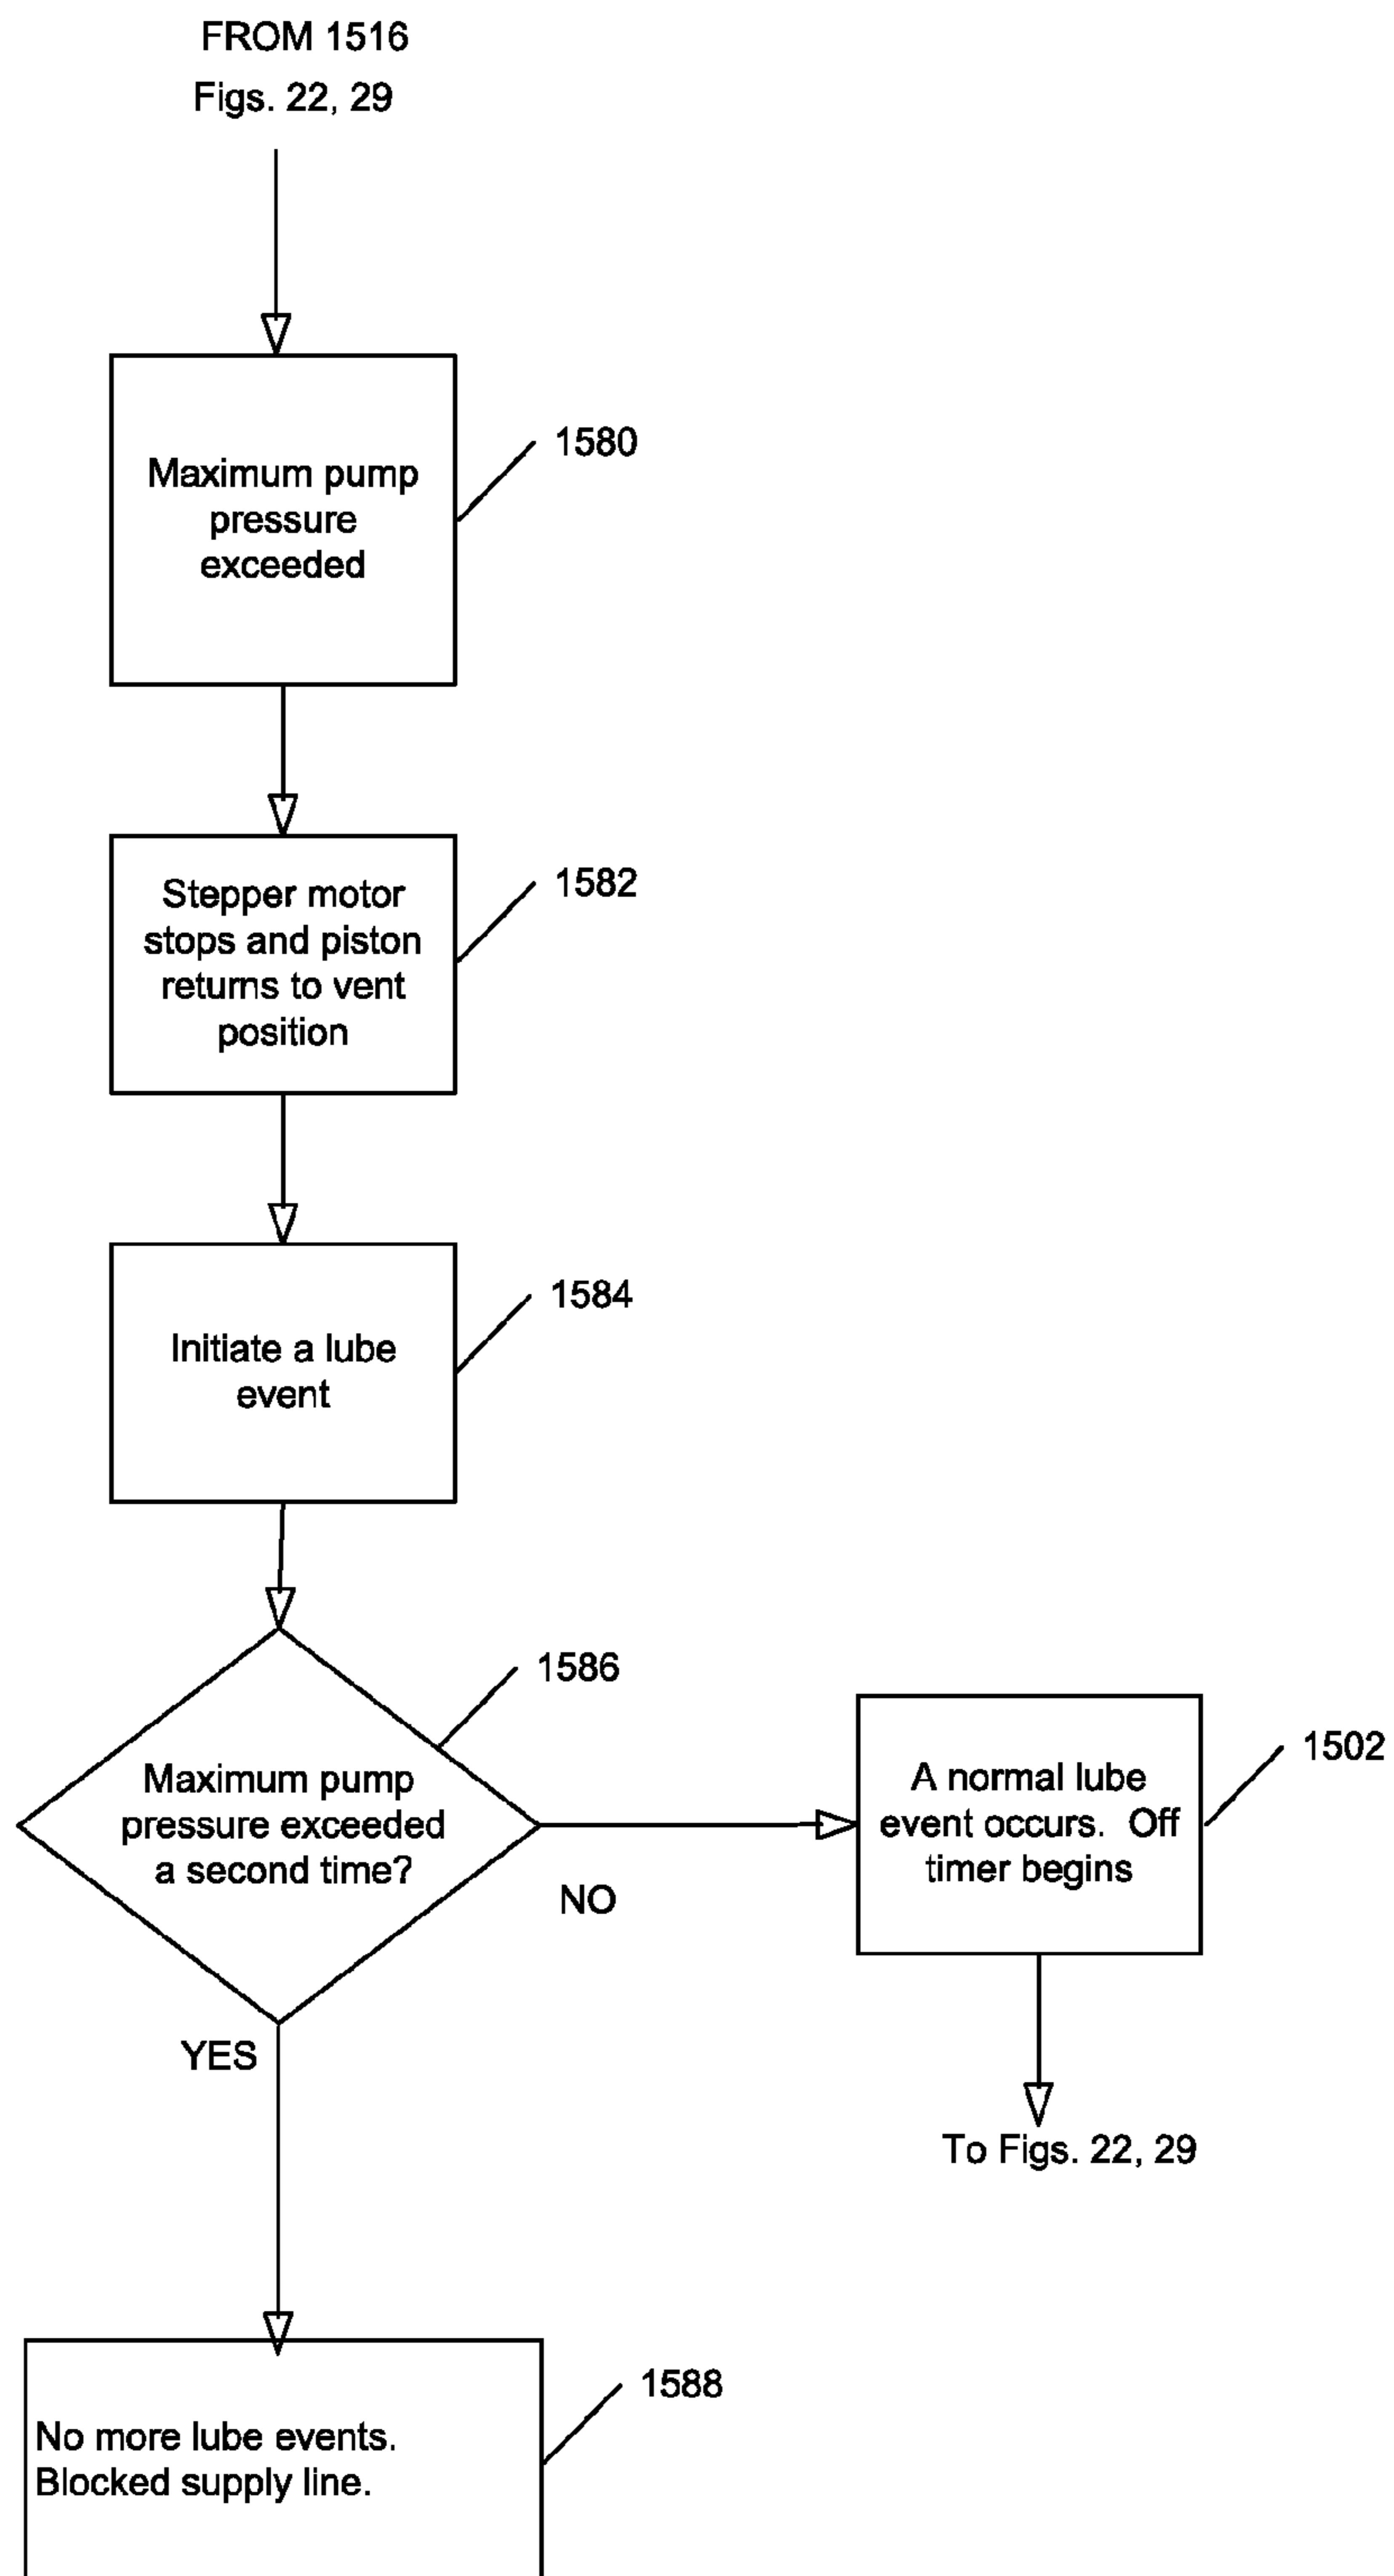 FROM 1516
Figs. 22, 29
Maximum pump
pressure
exceeded
1580
Stepper motor
stops and piston
returns to vent
position
1582
Initiate a lube
event
1584
Maximum pump
pressure exceeded
a second time?
1586
NO
A normal lube
event occurs. Off
timer begins
1502
To Figs. 22, 29
YES
No more lube events.
Blocked supply line.
1588